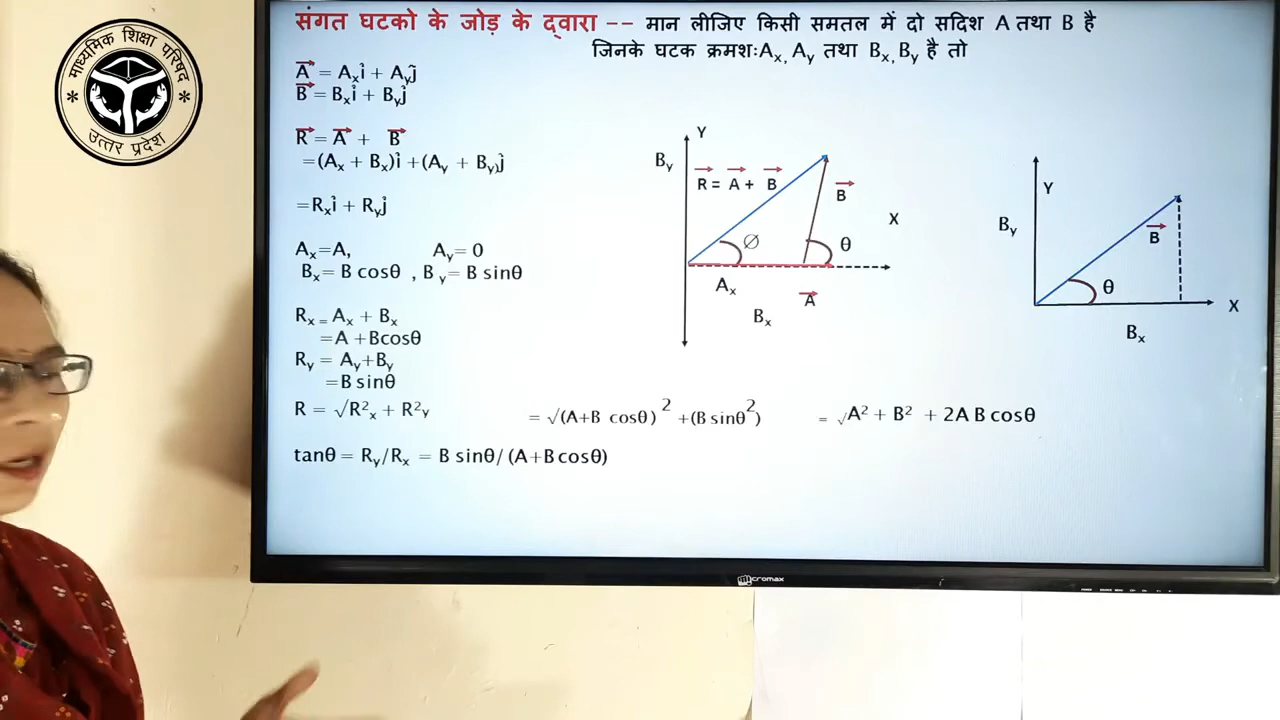 माध्यमिक शिक्षा परिषद
उत्तर प्रदेश
संगत घटको के जोड़ के द्वारा -- मान लीजिए किसी समतल में दो सदिश A तथा B है
जिनके घटक क्रमशःAx, Ay तथा Bx, By है तो
A = Axî + Ayĵ
B = Bxî + Byĵ
R = A + B
=(Ax + Bx)î +(Ay + By)ĵ
=Rxî + Ryĵ
Ax=A, Ay= 0
Bx= B cosθ , B y= B sinθ
Rx = Ax + Bx
=A +Bcosθ
Ry = Ay+By
=B sinθ
R = √R²x + R²y = √(A+B cosθ) ² +(B sinθ²) = √A² + B² + 2A B cosθ
tanθ = Ry/Rx = B sinθ/ (A+B cosθ)
Y
By
R = A + B
B
X
∅
θ
Ax
A
Bx
Y
By
B
θ
X
Bx
micromax